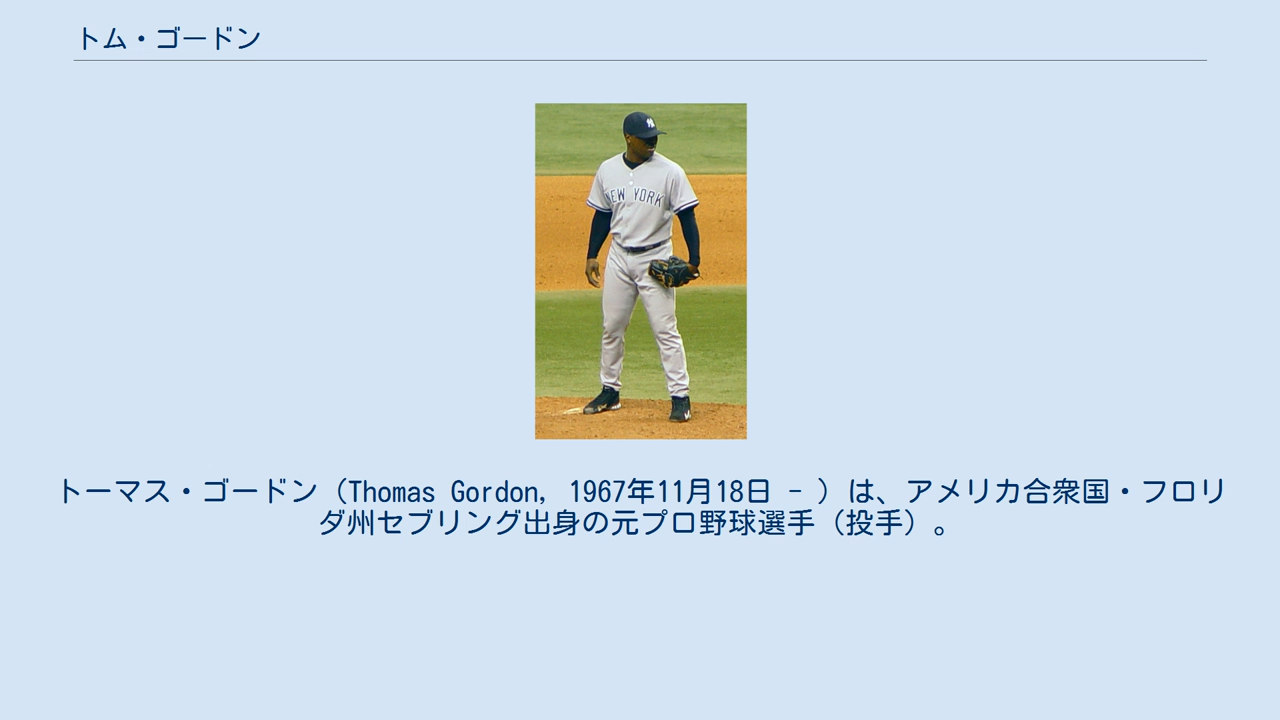 トム・ゴードン
NEW YORK
トーマス・ゴードン（Thomas Gordon, 1967年11月18日 - ）は、アメリカ合衆国・フロリ
ダ州セブリング出身の元プロ野球選手（投手）。